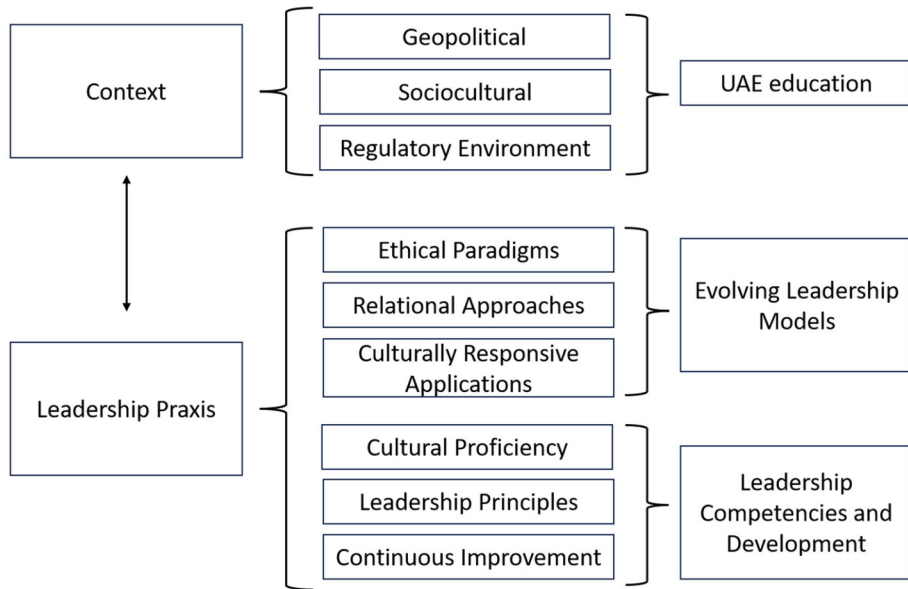 Context
Geopolitical
Sociocultural
Regulatory Environment
UAE education
Leadership Praxis
Ethical Paradigms
Relational Approaches
Culturally Responsive
Applications
Evolving Leadership
Models
Cultural Proficiency
Leadership Principles
Continuous Improvement
Leadership
Competencies and
Development